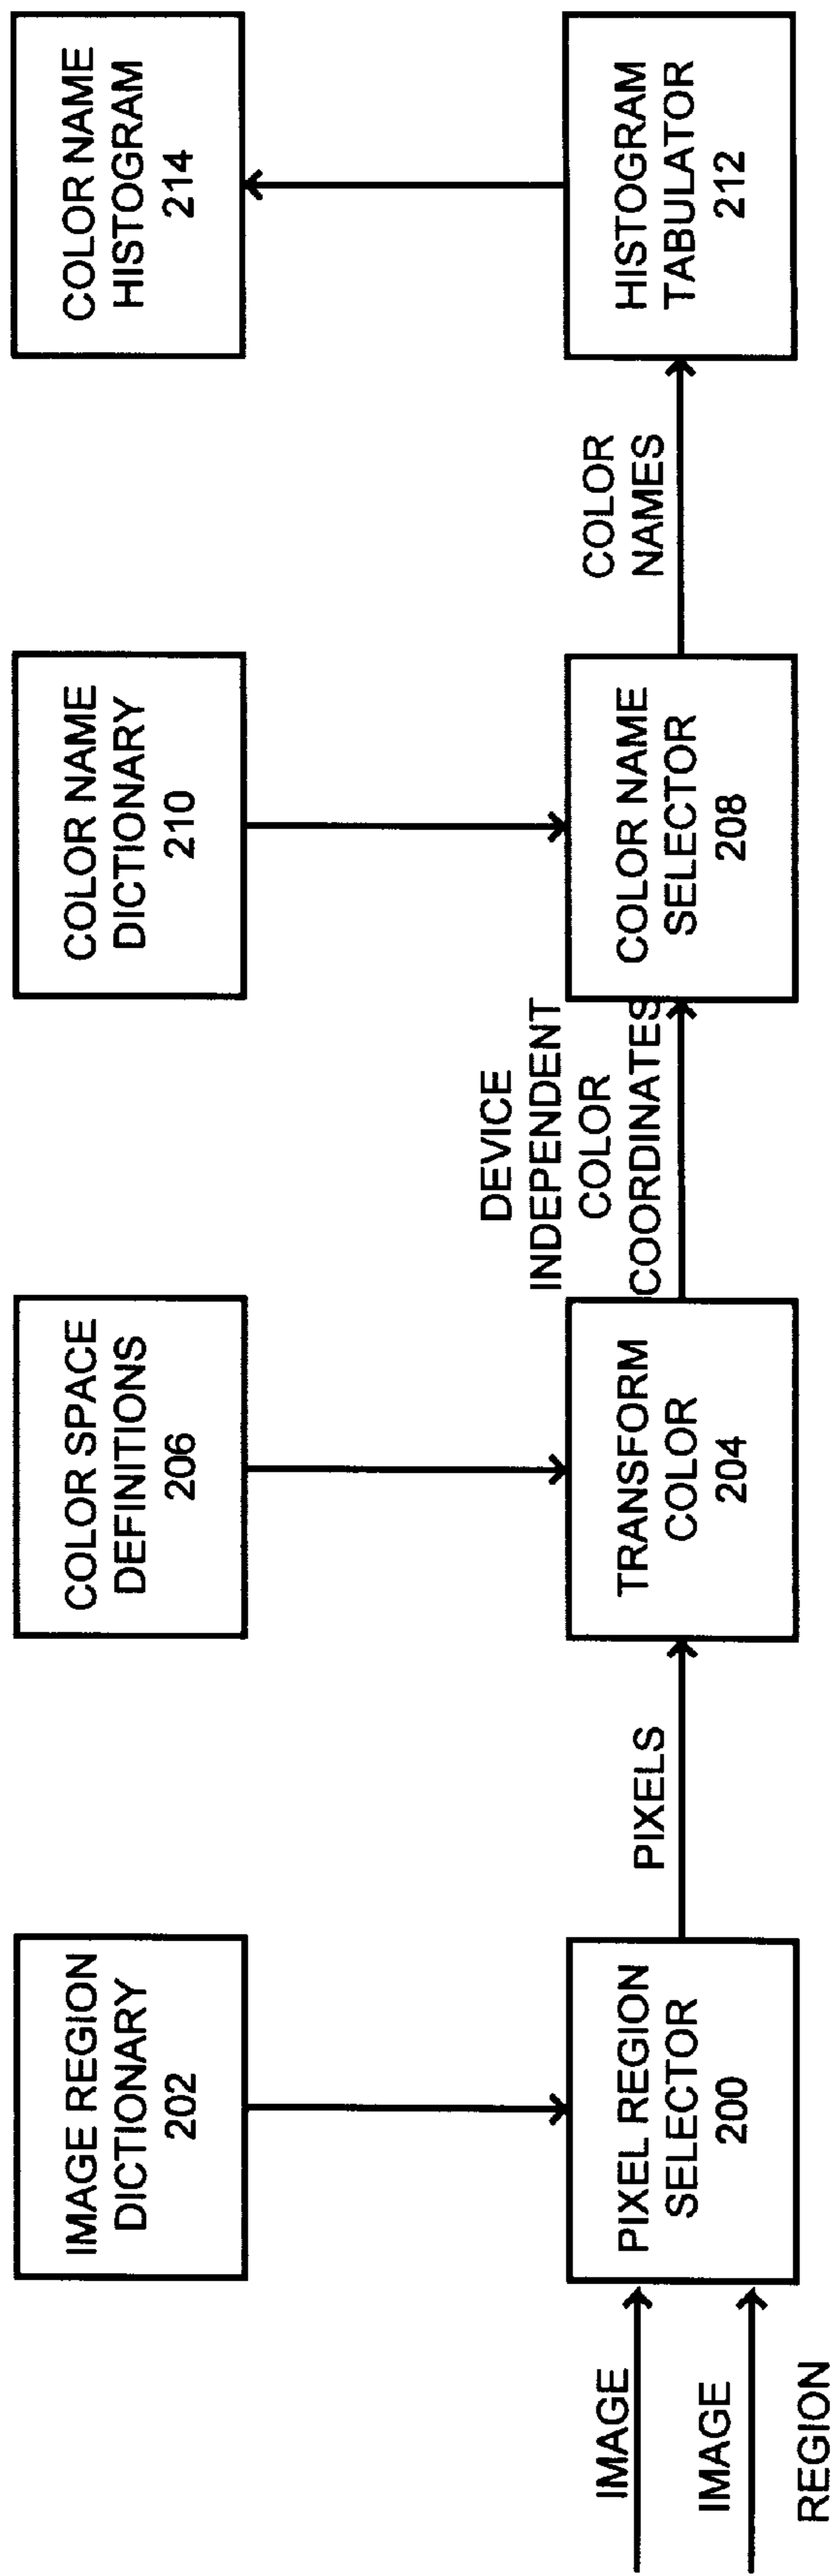 IMAGE REGION
DICTIONARY
202
COLOR SPACE
DEFINITIONS
206
COLOR NAME
DICTIONARY
210
COLOR NAME
HISTOGRAM
214
IMAGE
IMAGE
REGION
PIXEL REGION
SELECTOR
200
PIXELS
TRANSFORM
COLOR
204
DEVICE
INDEPENDENT
COLOR
COORDINATES
COLOR NAME
SELECTOR
208
COLOR
NAMES
HISTOGRAM
TABULATOR
212